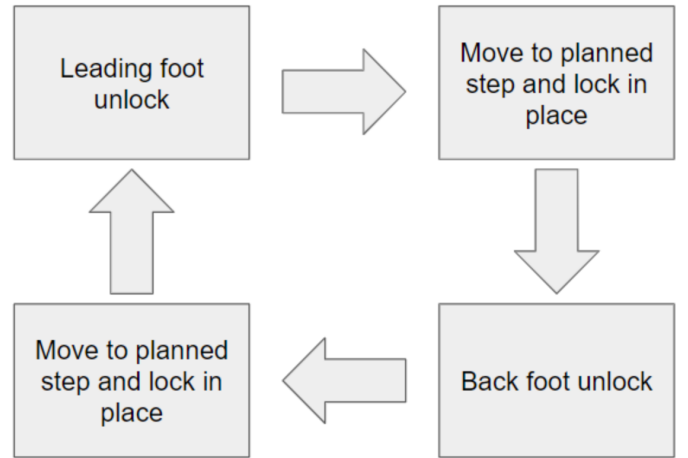 Leading foot
unlock
Move to planned
step and lock in
place
Back foot unlock
Move to planned
step and lock in
place